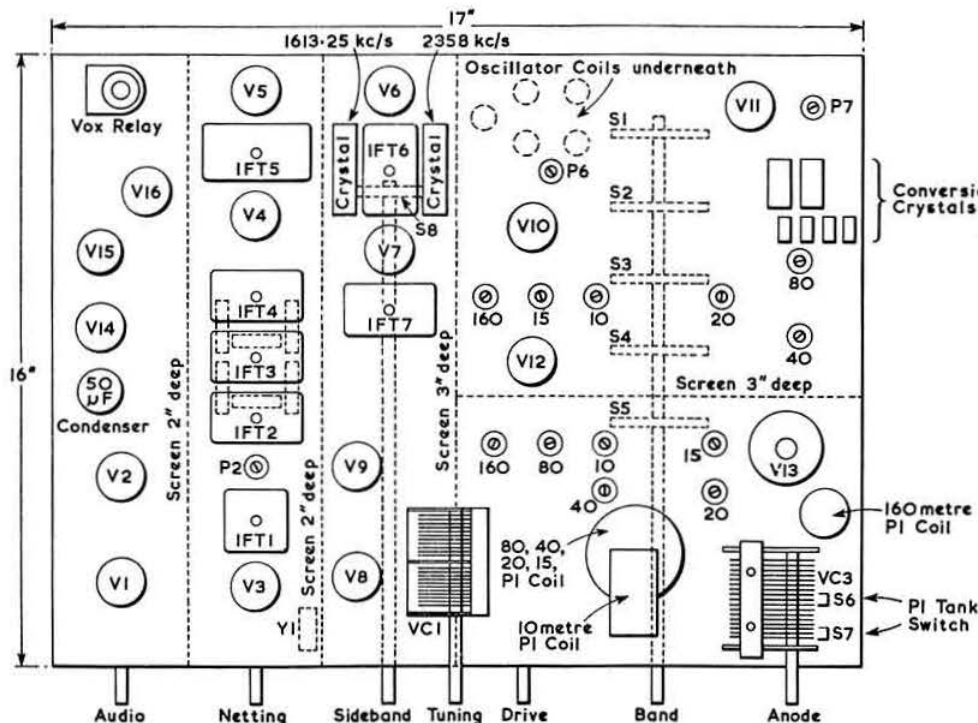 17"
1613·25 kc/s
2358 kc/s
Oscillator Coils underneath
Vox Relay
V5
V6
V11
P7
IFT5
Crystal
IFT6
Crystal
S1
P6
V16
V4
S8
S2
V10
Conversi
Crystals
V15
V7
S3
80
IFT4
IFT7
160
15
10
20
V14
IFT3
S4
40
16"
V12
50
µF
Condenser
Screen 2" deep
IFT2
Screen 3" deep
Screen 3" deep
S5
P2
160
80
10
15
V13
V2
V9
Screen 2" deep
40
20
160 metre
PI Coil
IFT1
80, 40,
20, 15,
PI Coil
V1
V3
V8
VC3
S6
PI Tank
Switch
S7
Y1
VC1
10 metre
PI Coil
Audio
Netting
Sideband
Tuning
Drive
Band
Anode